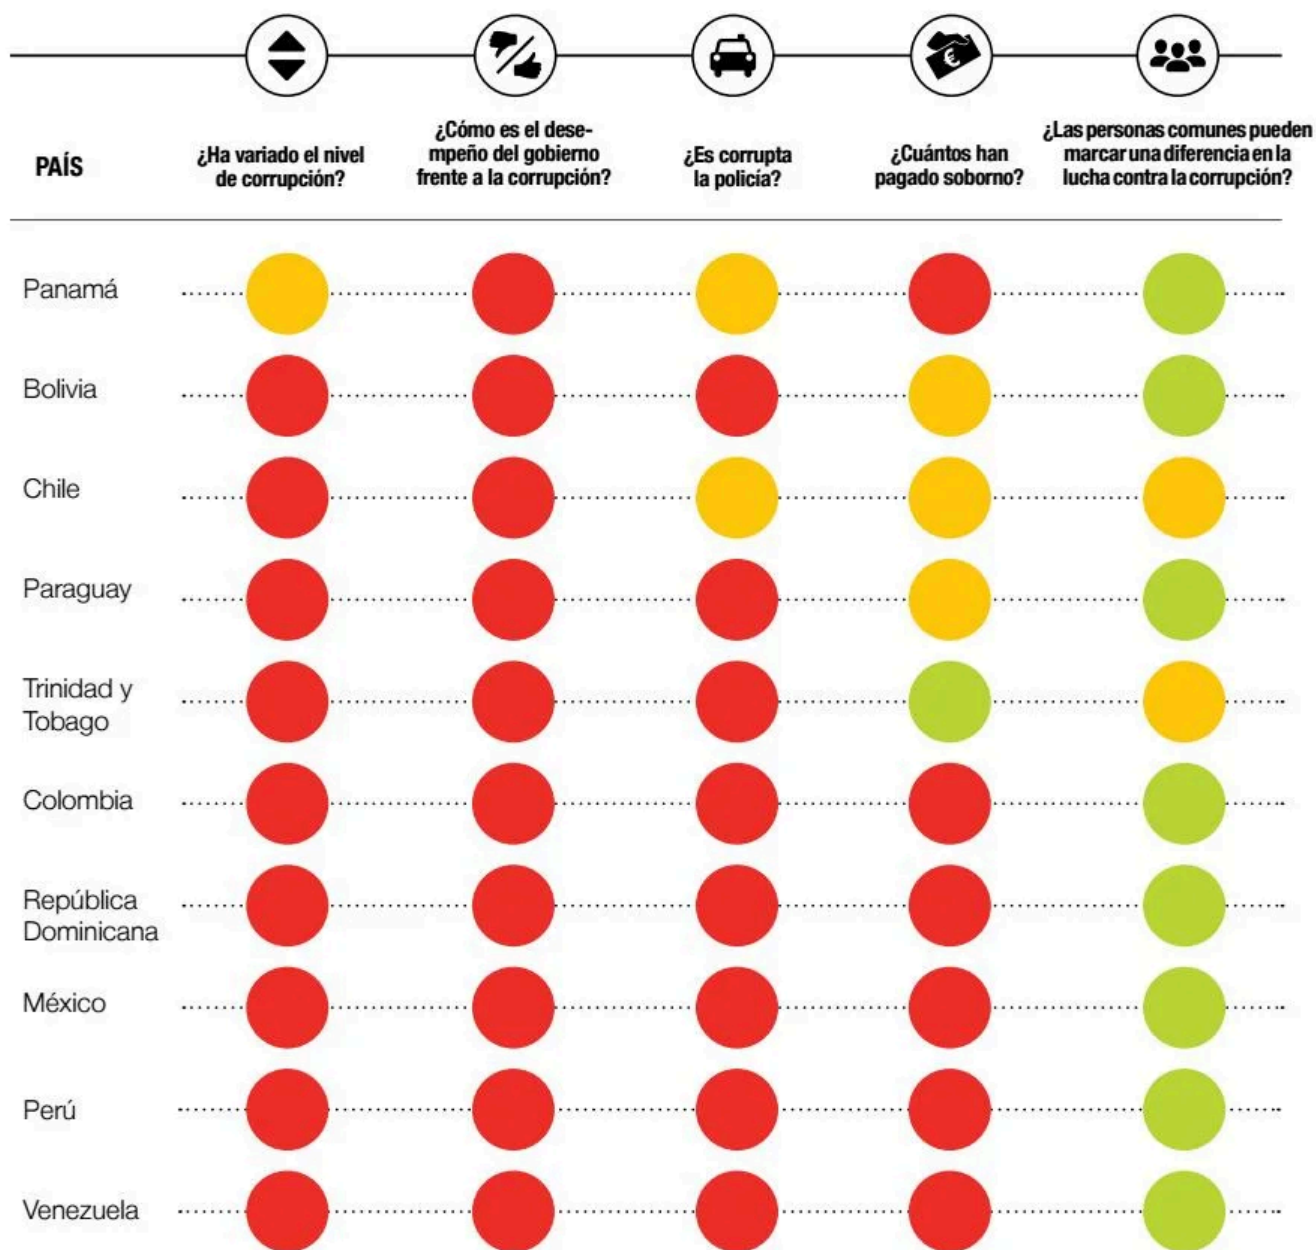 PAÍS
¿Ha variado el nivel
de corrupción?
¿Cómo es el dese-
mpeño del gobierno
frente a la corrupción?
¿Es corrupta
la policía?
¿Cuántos han
pagado soborno?
¿Las personas comunes pueden
marcar una diferencia en la
lucha contra la corrupción?
€
Panamá
Bolivia
Chile
Paraguay
Trinidad y
Tobago
Colombia
República
Dominicana
México
Perú
Venezuela